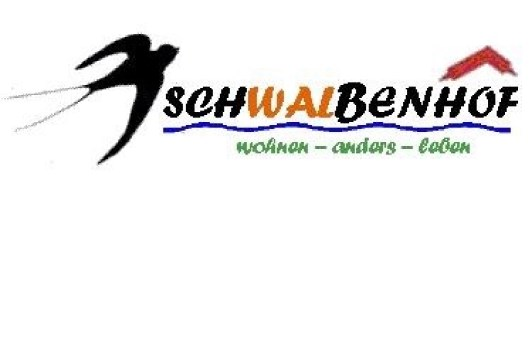 SCHWALBENHOF
wohnen – anders – leben